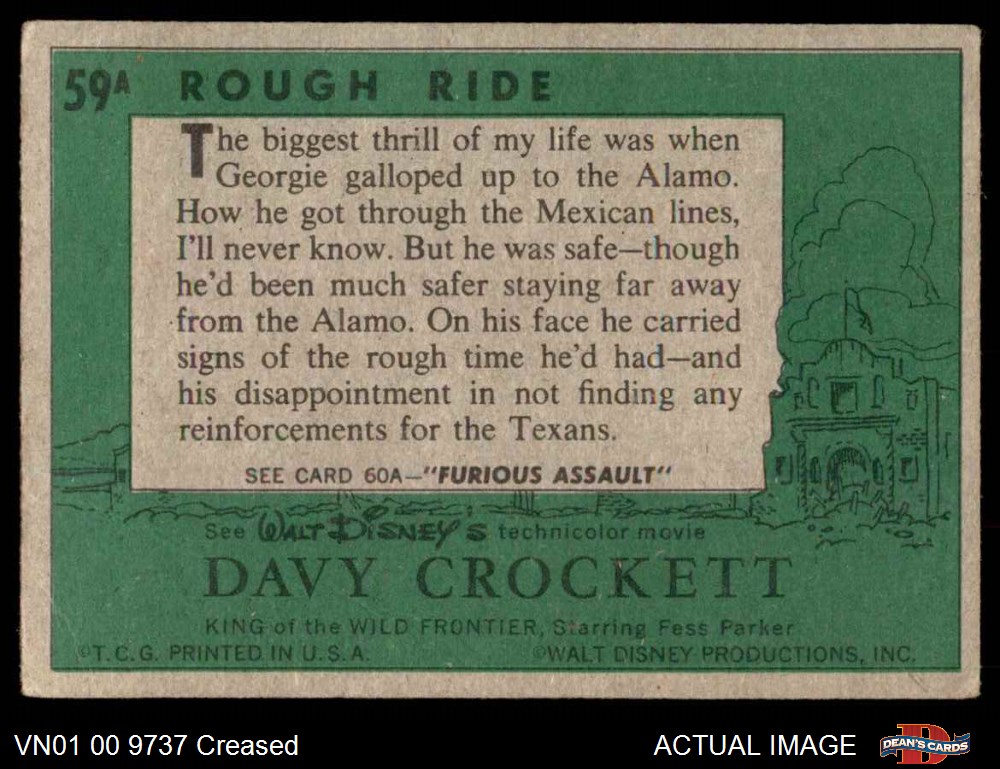 59A ROUGH RIDE
The biggest thrill of my life was when
Georgie galloped up to the Alamo.
How he got through the Mexican lines,
I'll never know. But he was safe—though
he'd been much safer staying far away
from the Alamo. On his face he carried
signs of the rough time he'd had—and
his disappointment in not finding any
reinforcements for the Texans.
SEE CARD 60A—"FURIOUS ASSAULT"
See WALT DISNEY'S technicolor movie
DAVY CROCKETT
KING of the WILD FRONTIER, Starring Fess Parker
©T.C.G. PRINTED IN U.S.A. ©WALT DISNEY PRODUCTIONS, INC.
VN01 00 9737 Creased ACTUAL IMAGE D DEAN'S CARDS